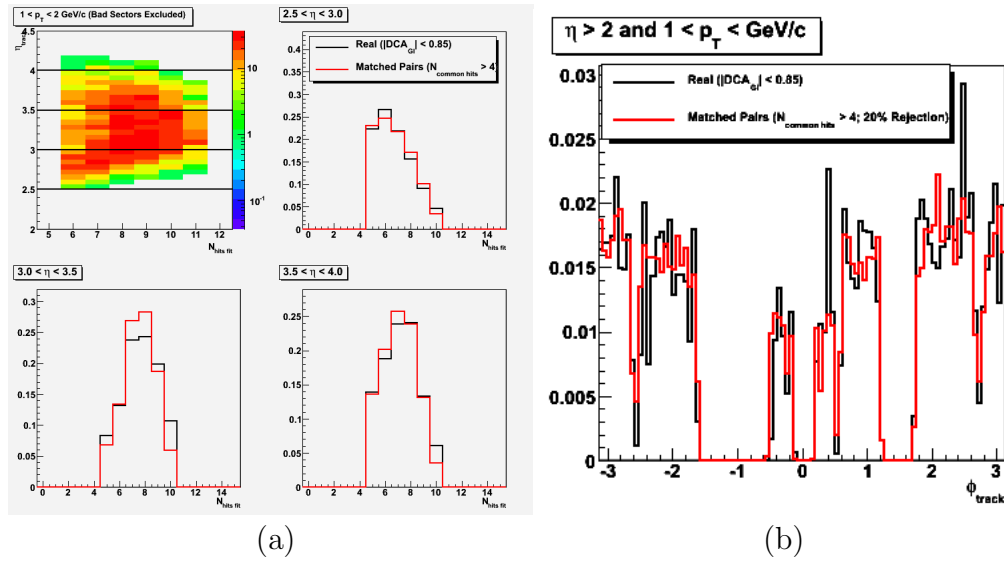 1 < p_T < 2 GeV/c (Bad Sectors Excluded)
η_track
4.5
4
3.5
3
2.5
2
5 6 7 8 9 10 11 12
N_hits fit
10
1
10^-1
2.5 < η < 3.0
Real (|DCA_Gl| < 0.85)
Matched Pairs (N_common hits > 4)
0.4
0.35
0.3
0.25
0.2
0.15
0.1
0.05
0
0 2 4 6 8 10 12 14
N_hits fit
3.0 < η < 3.5
0.3
0.25
0.2
0.15
0.1
0.05
0
0 2 4 6 8 10 12 14
N_hits fit
3.5 < η < 4.0
0.25
0.2
0.15
0.1
0.05
0
0 2 4 6 8 10 12 14
N_hits fit
(a)
η > 2 and 1 < p_T < GeV/c
Real (|DCA_Gl| < 0.85)
Matched Pairs (N_common hits > 4; 20% Rejection)
0.03
0.025
0.02
0.015
0.01
0.005
0
-3 -2 -1 0 1 2 3
ϕ_track
(b)